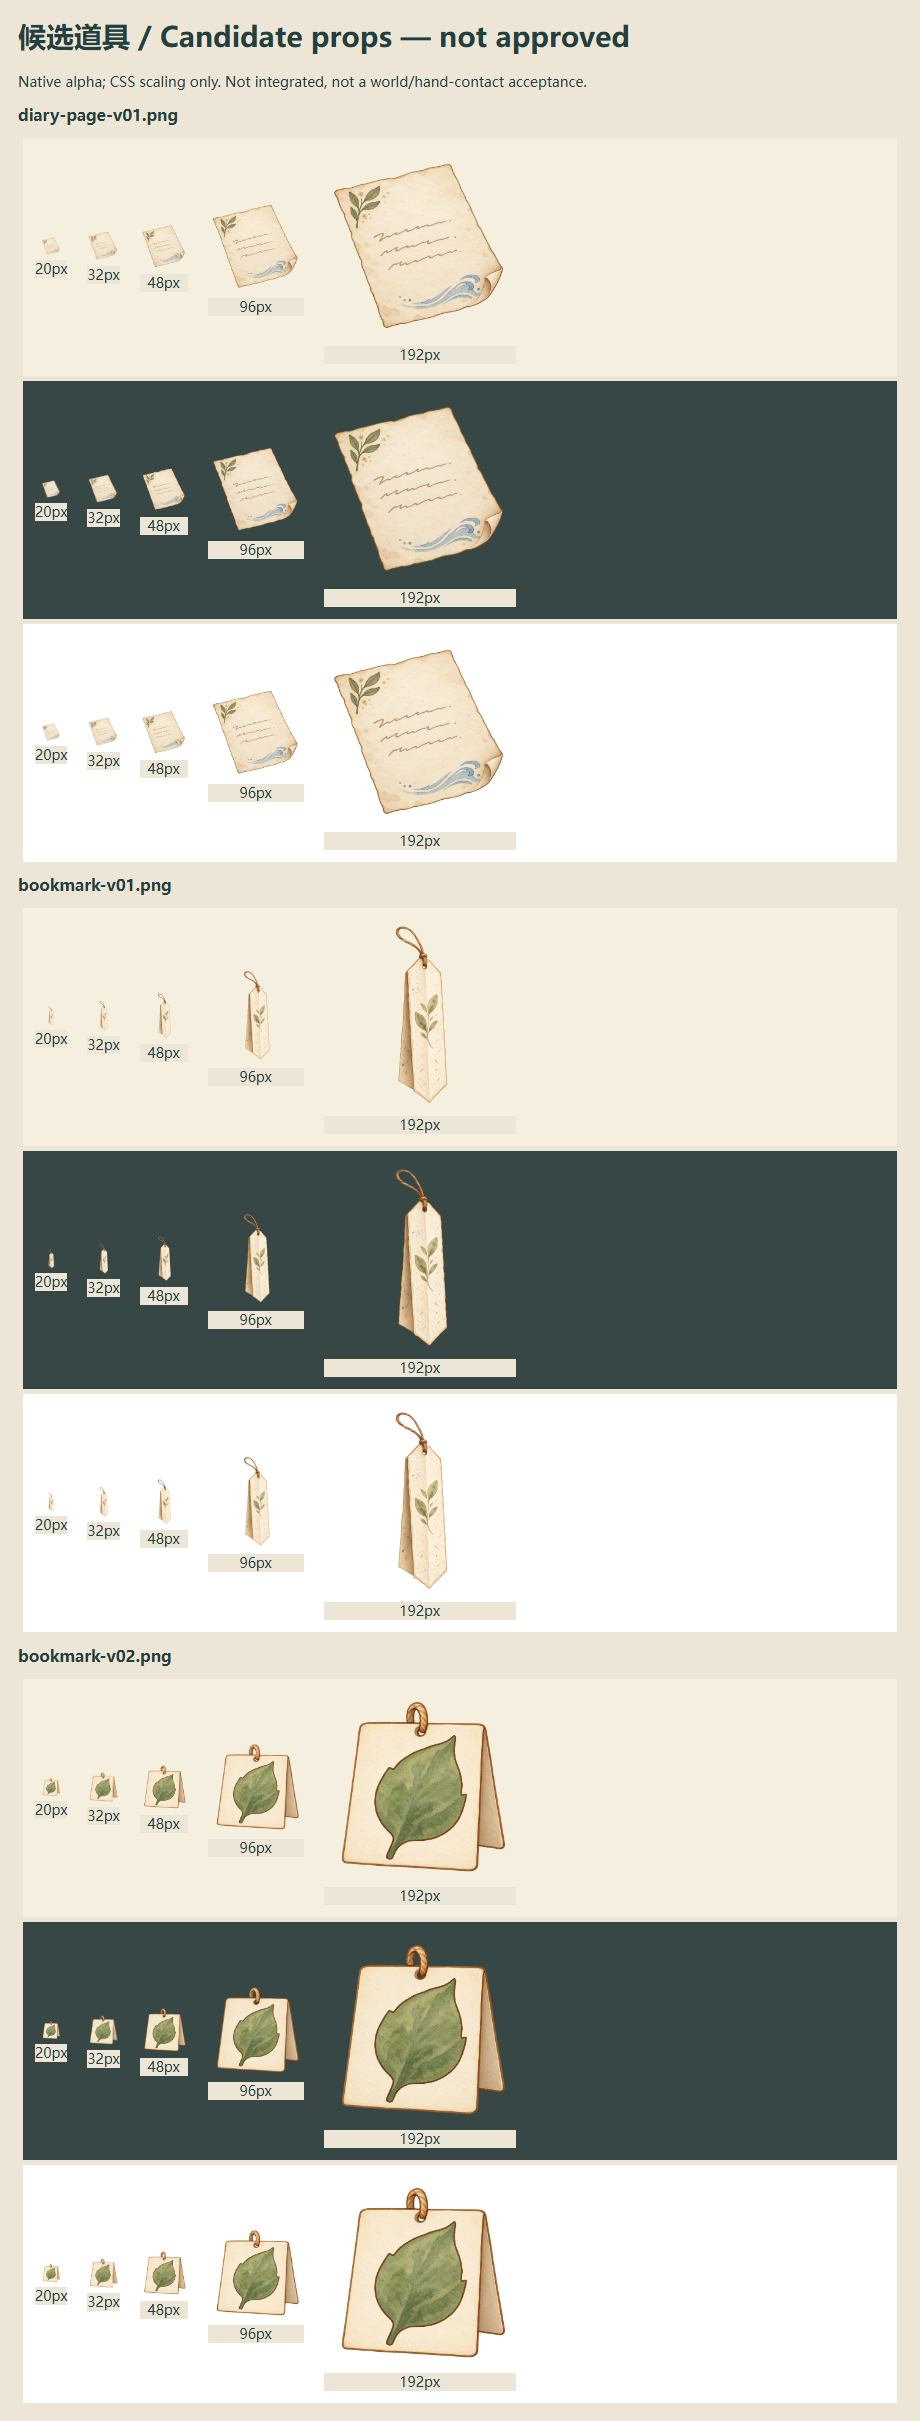 候选道具 / Candidate props — not approved
Native alpha; CSS scaling only. Not integrated, not a world/hand-contact acceptance.
diary-page-v01.png
20px
32px
48px
96px
192px
20px
32px
48px
96px
192px
20px
32px
48px
96px
192px
bookmark-v01.png
20px
32px
48px
96px
192px
20px
32px
48px
96px
192px
20px
32px
48px
96px
192px
bookmark-v02.png
20px
32px
48px
96px
192px
20px
32px
48px
96px
192px
20px
32px
48px
96px
192px